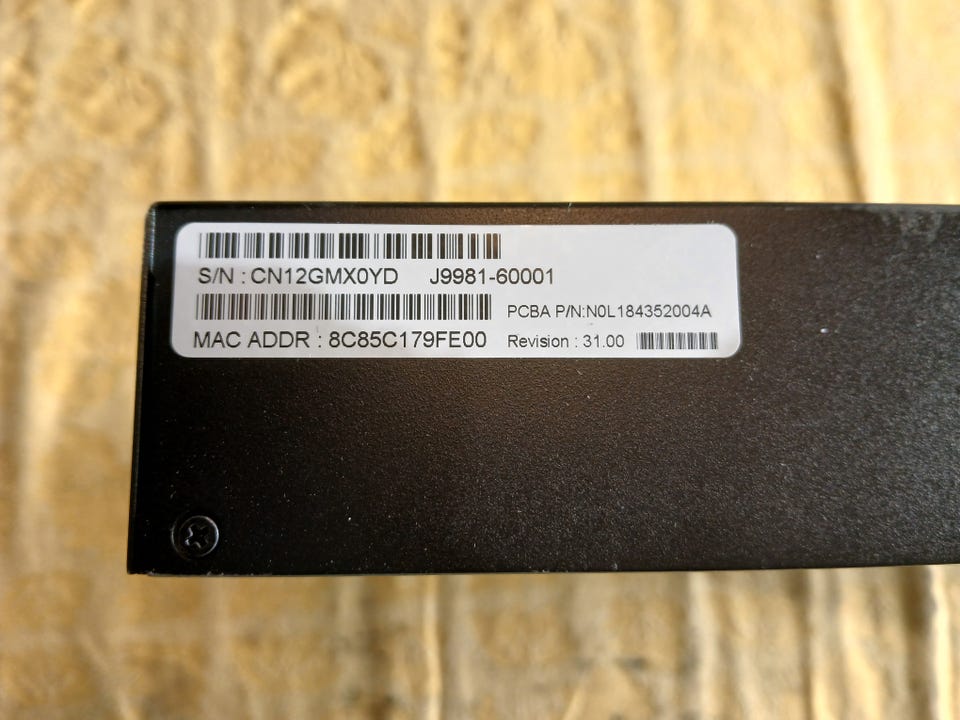 S/N : CN12GMX0YD J9981-60001
PCBA P/N:N0L184352004A
MAC ADDR : 8C85C179FE00 Revision : 31.00